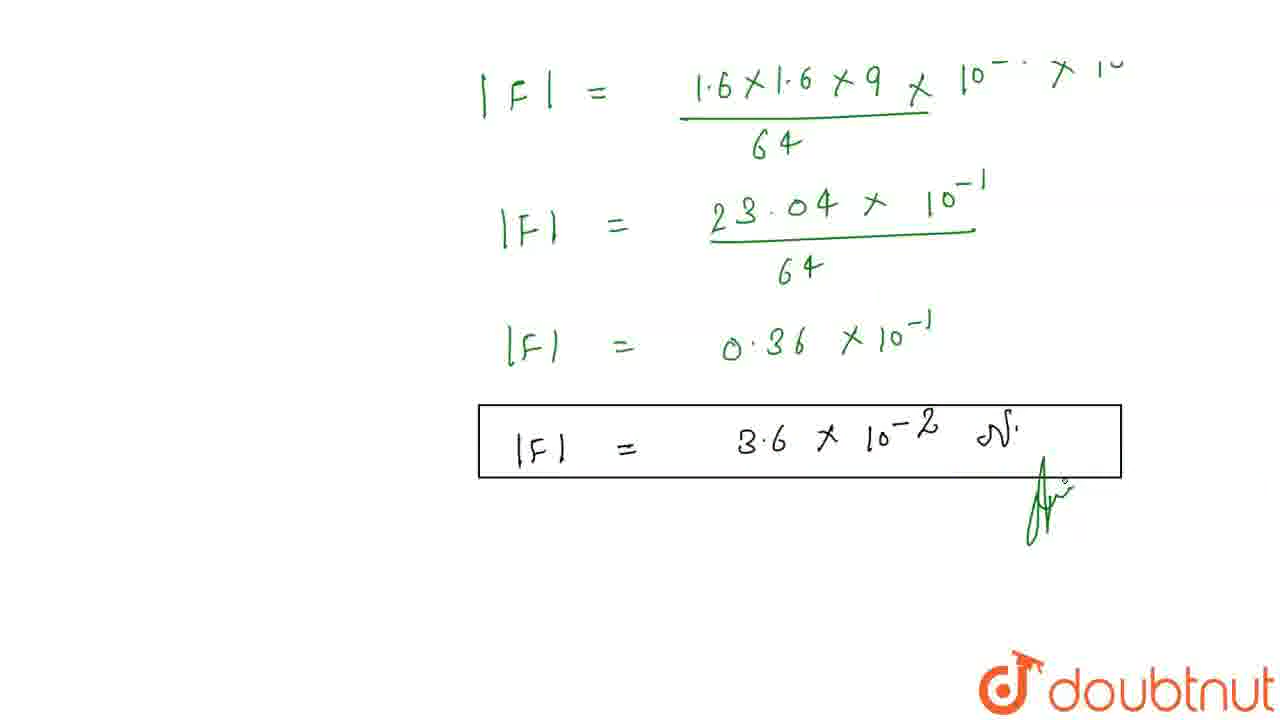 |F| = 1.6 × 1.6 × 9 × 10
64
|F| = 23.04 × 10⁻¹
64
|F| = 0.36 × 10⁻¹
|F| = 3.6 × 10⁻² N.
doubtnut